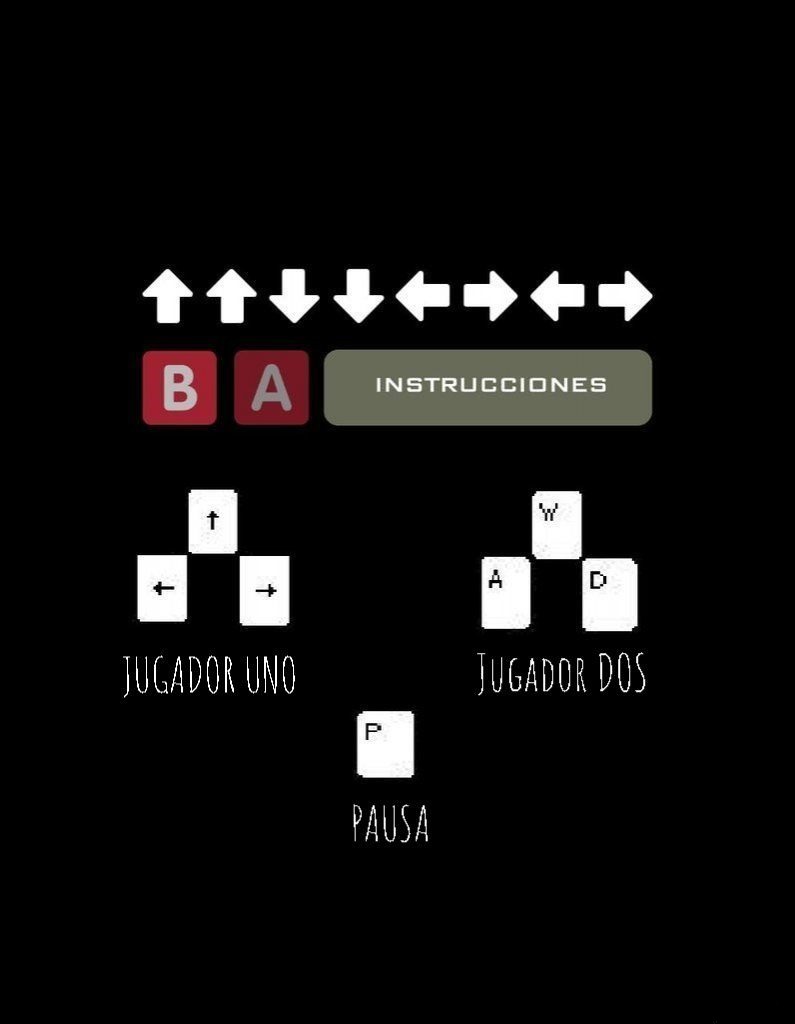 ↑ ↑ ↓ ↓ ← → ← →
B A INSTRUCCIONES
↑ W
← → A D
JUGADOR UNO Jugador DOS
P
PAUSA